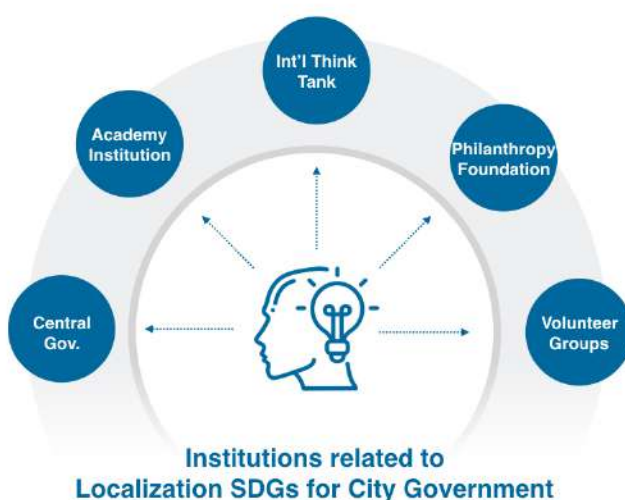 Int'l Think
Tank
Academy
Institution
Philanthropy
Foundation
Central
Gov.
Volunteer
Groups
Institutions related to
Localization SDGs for City Government